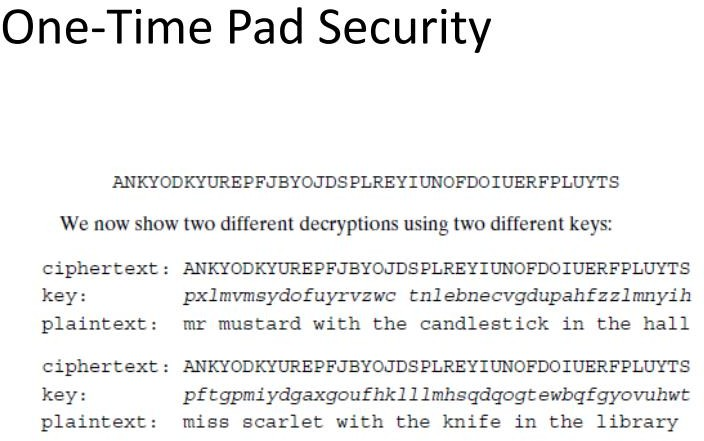 One-Time Pad Security
ANKYODKYUREPFJBYOJDSPLREYIUNOFDOIUERFPLUYTS
We now show two different decryptions using two different keys:
ciphertext: ANKYODKYUREPFJBYOJDSPLREYIUNOFDOIUERFPLUYTS
key: pxlmvmsydofuyrvzwc tnlebnecvgdupahfzzlmnyih
plaintext: mr mustard with the candlestick in the hall
ciphertext: ANKYODKYUREPFJBYOJDSPLREYIUNOFDOIUERFPLUYTS
key: pftgpmiydgaxgoufhklllmhsqdqogtewbqfgyovuhwt
plaintext: miss scarlet with the knife in the library